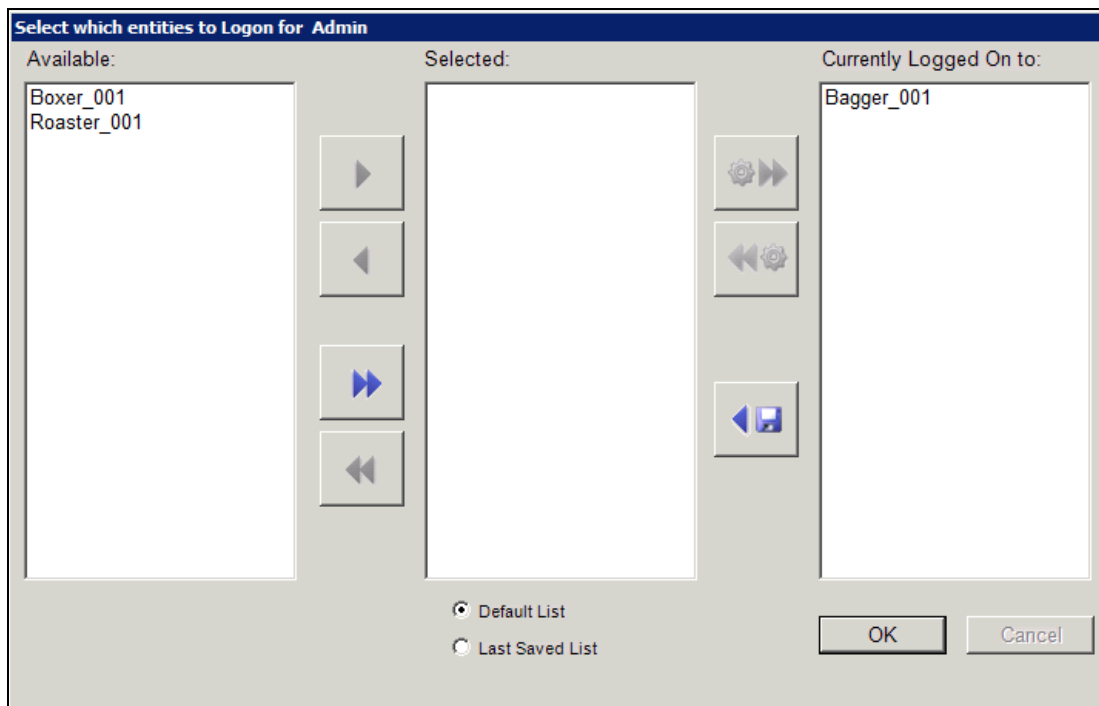 Select which entities to Logon for Admin
Available:
Selected:
Currently Logged On to:
Boxer_001
Roaster_001
Bagger_001
Default List
Last Saved List
OK
Cancel